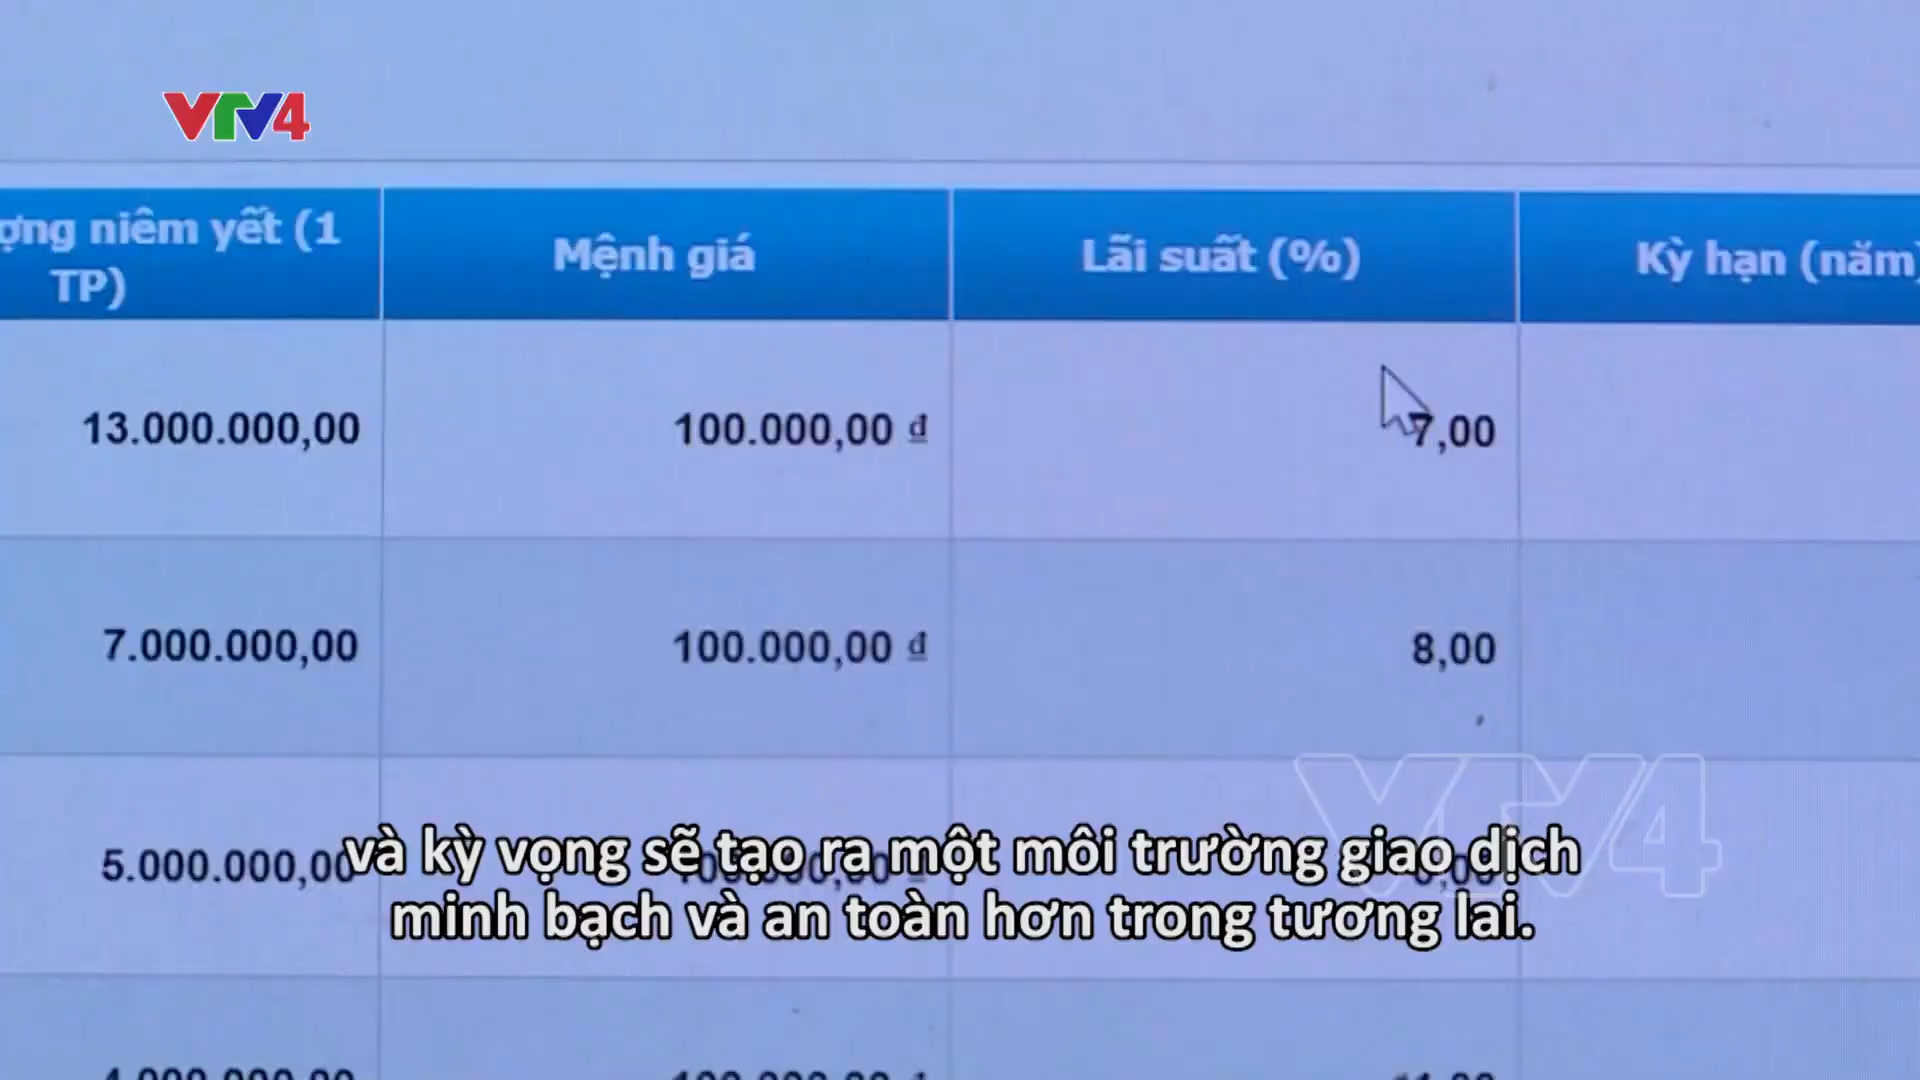 VTV4
niêm yết (1
TP)
Mệnh giá
Lãi suất (%)
Kỳ hạn (năm)
13.000.000,00
100.000,00 đ
7,00
7.000.000,00
100.000,00 đ
8,00
5.000.000,00
VTV4
và kỳ vọng sẽ tạo ra một môi trường giao dịch
minh bạch và an toàn hơn trong tương lai.